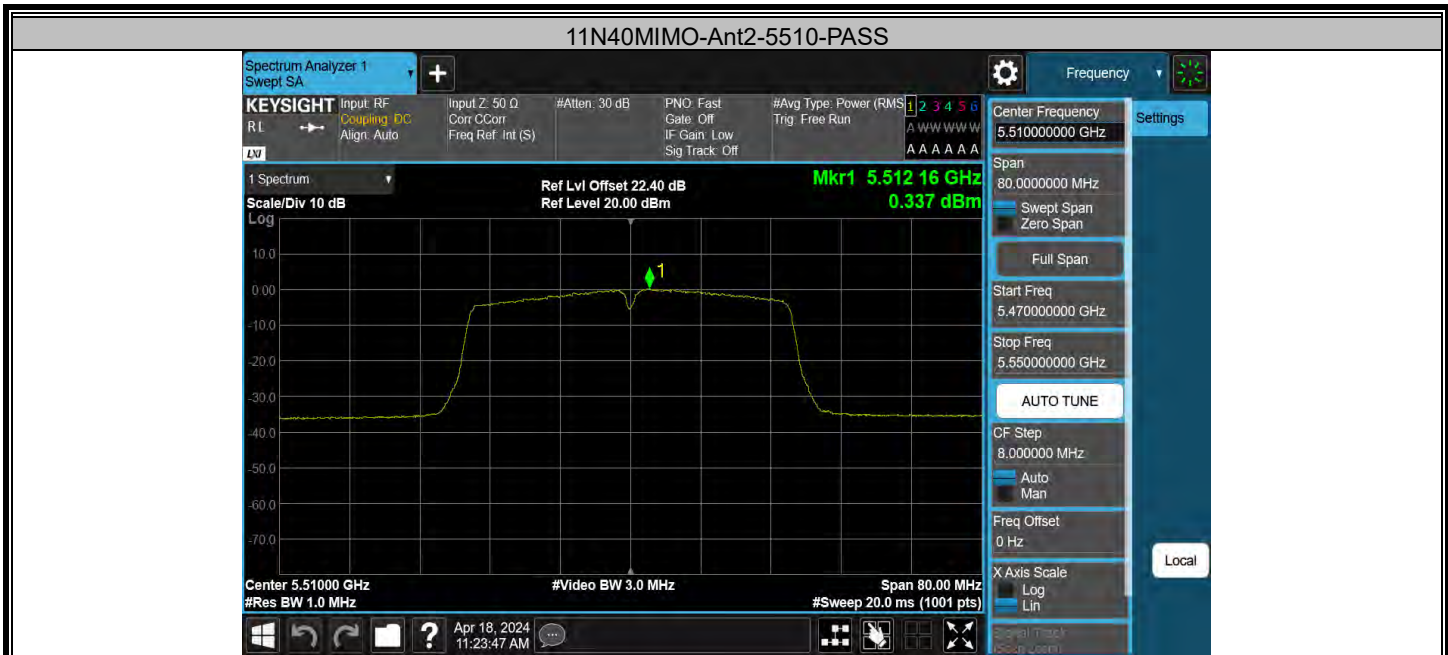 11N40MIMO-Ant2-5510-PASS
Spectrum Analyzer 1
Swept SA
+
Frequency
KEYSIGHT
RL
LXI
Input: RF
Coupling: DC
Align: Auto
Input Z: 50 Ω
Corr CCorr
Freq Ref: Int (S)
#Atten: 30 dB
PNO: Fast
Gate: Off
IF Gain: Low
Sig Track: Off
#Avg Type: Power (RMS
Trig: Free Run
1 2 3 4 5 6
A W W W W W
A A A A A A
1 Spectrum
Scale/Div 10 dB
Log
Ref Lvl Offset 22.40 dB
Ref Level 20.00 dBm
Mkr1 5.512 16 GHz
0.337 dBm
10.0
0.00
-10.0
-20.0
-30.0
-40.0
-50.0
-60.0
-70.0
1
Center 5.51000 GHz
#Res BW 1.0 MHz
#Video BW 3.0 MHz
Span 80.00 MHz
#Sweep 20.0 ms (1001 pts)
Center Frequency
5.510000000 GHz
Settings
Span
80.0000000 MHz
Swept Span
Zero Span
Full Span
Start Freq
5.470000000 GHz
Stop Freq
5.550000000 GHz
AUTO TUNE
CF Step
8.000000 MHz
Auto
Man
Freq Offset
0 Hz
X Axis Scale
Log
Lin
Local
Signal Track
(Span Zoom)
?
Apr 18, 2024
11:23:47 AM